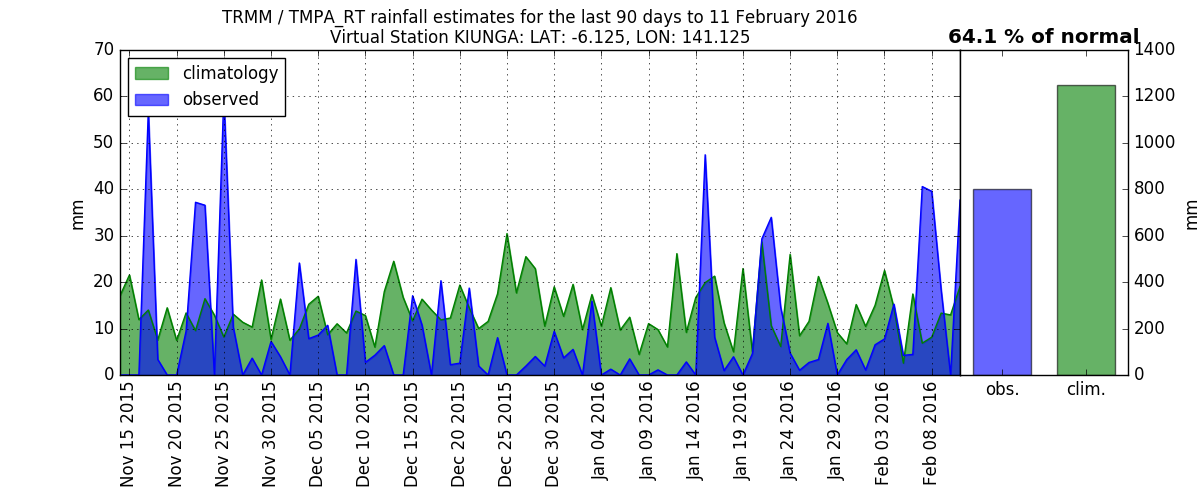 TRMM / TMPA_RT rainfall estimates for the last 90 days to 11 February 2016
Virtual Station KIUNGA: LAT: -6.125, LON: 141.125
64.1 % of normal
climatology
observed
70
60
50
40
30
20
10
0
mm
Nov 15 2015
Nov 20 2015
Nov 25 2015
Nov 30 2015
Dec 05 2015
Dec 10 2015
Dec 15 2015
Dec 20 2015
Dec 25 2015
Dec 30 2015
Jan 04 2016
Jan 09 2016
Jan 14 2016
Jan 19 2016
Jan 24 2016
Jan 29 2016
Feb 03 2016
Feb 08 2016
1400
1200
1000
800
600
400
200
0
mm
obs.
clim.